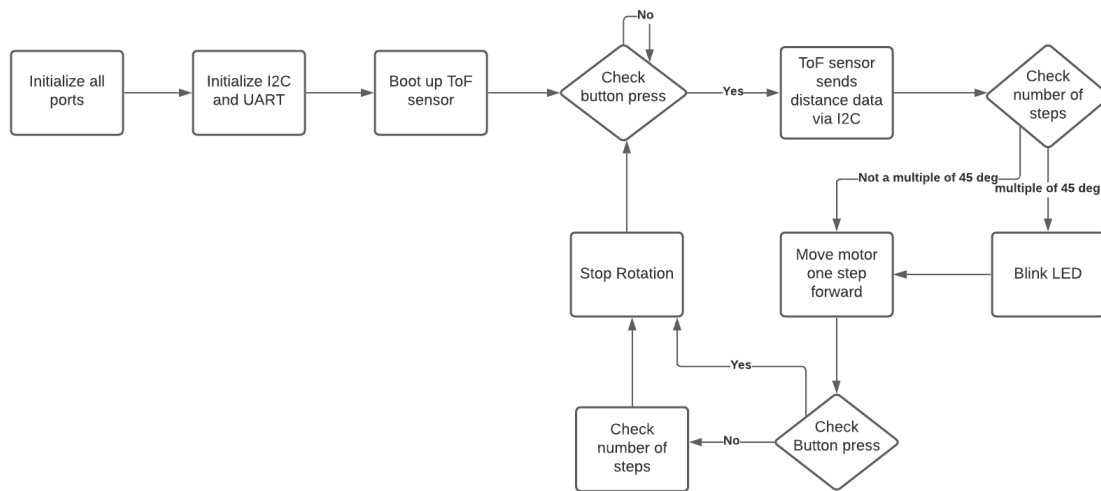 No
Initialize all
ports
Initialize I2C
and UART
Boot up ToF
sensor
Check
button press
Yes
ToF sensor
sends
distance data
via I2C
Check
number of
steps
Not a multiple of 45 deg
multiple of 45 deg
Stop Rotation
Move motor
one step
forward
Blink LED
Yes
Check
number of
steps
No
Check
Button press